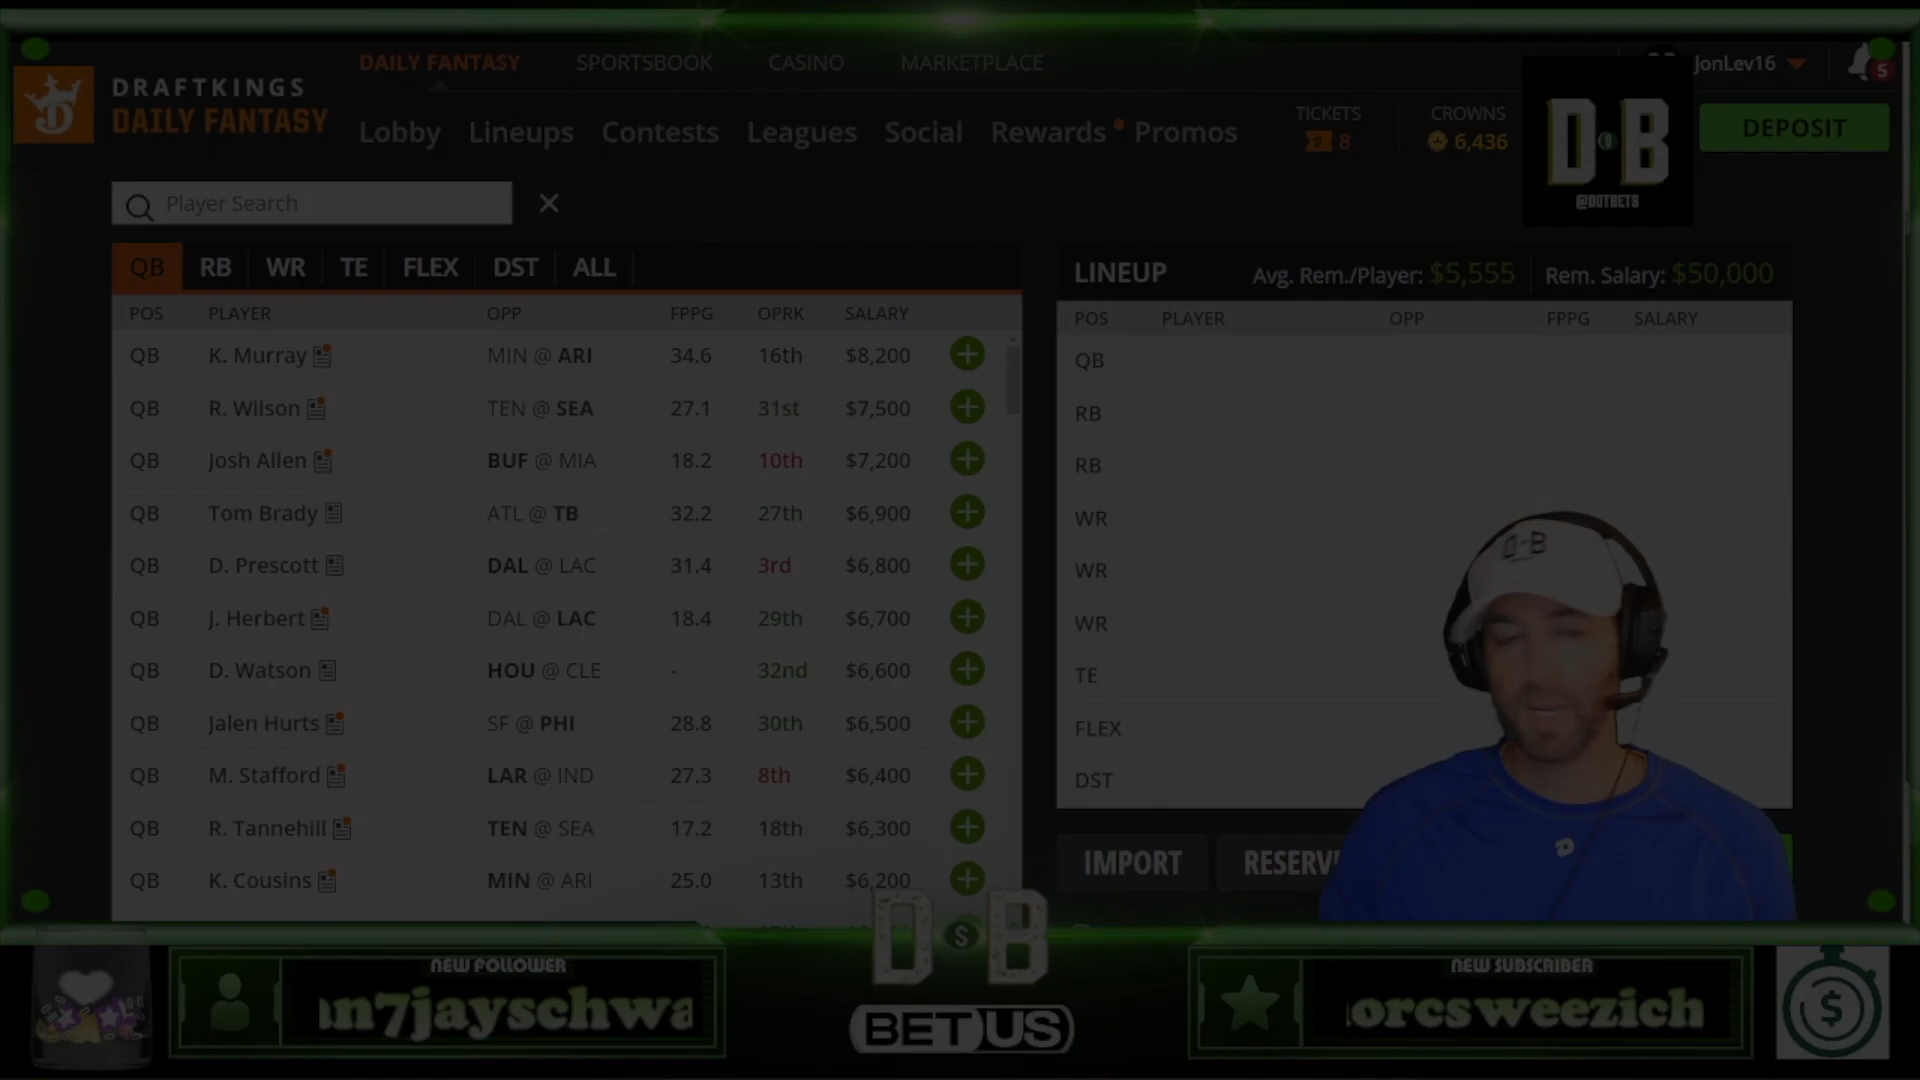 DAILY FANTASY SPORTSBOOK CASINO MARKETPLACE
JonLev16
5
DRAFTKINGS
DAILY FANTASY
Lobby Lineups Contests Leagues Social Rewards Promos
TICKETS
8
CROWNS
6,436
D $ B
@DOTBETS
DEPOSIT
Player Search
QB RB WR TE FLEX DST ALL
POS PLAYER OPP FPPG OPRK SALARY
QB K. Murray MIN @ ARI 34.6 16th $8,200
QB R. Wilson TEN @ SEA 27.1 31st $7,500
QB Josh Allen BUF @ MIA 18.2 10th $7,200
QB Tom Brady ATL @ TB 32.2 27th $6,900
QB D. Prescott DAL @ LAC 31.4 3rd $6,800
QB J. Herbert DAL @ LAC 18.4 29th $6,700
QB D. Watson HOU @ CLE - 32nd $6,600
QB Jalen Hurts SF @ PHI 28.8 30th $6,500
QB M. Stafford LAR @ IND 27.3 8th $6,400
QB R. Tannehill TEN @ SEA 17.2 18th $6,300
QB K. Cousins MIN @ ARI 25.0 13th $6,200
LINEUP Avg. Rem./Player: $5,555 Rem. Salary: $50,000
POS PLAYER OPP FPPG SALARY
QB
RB
RB
WR
WR
WR
TE
FLEX
DST
D-B
IMPORT RESERV
D $ B
BETUS
NEW FOLLOWER
an7jayschwa
NEW SUBSCRIBER
orcsweezich
$